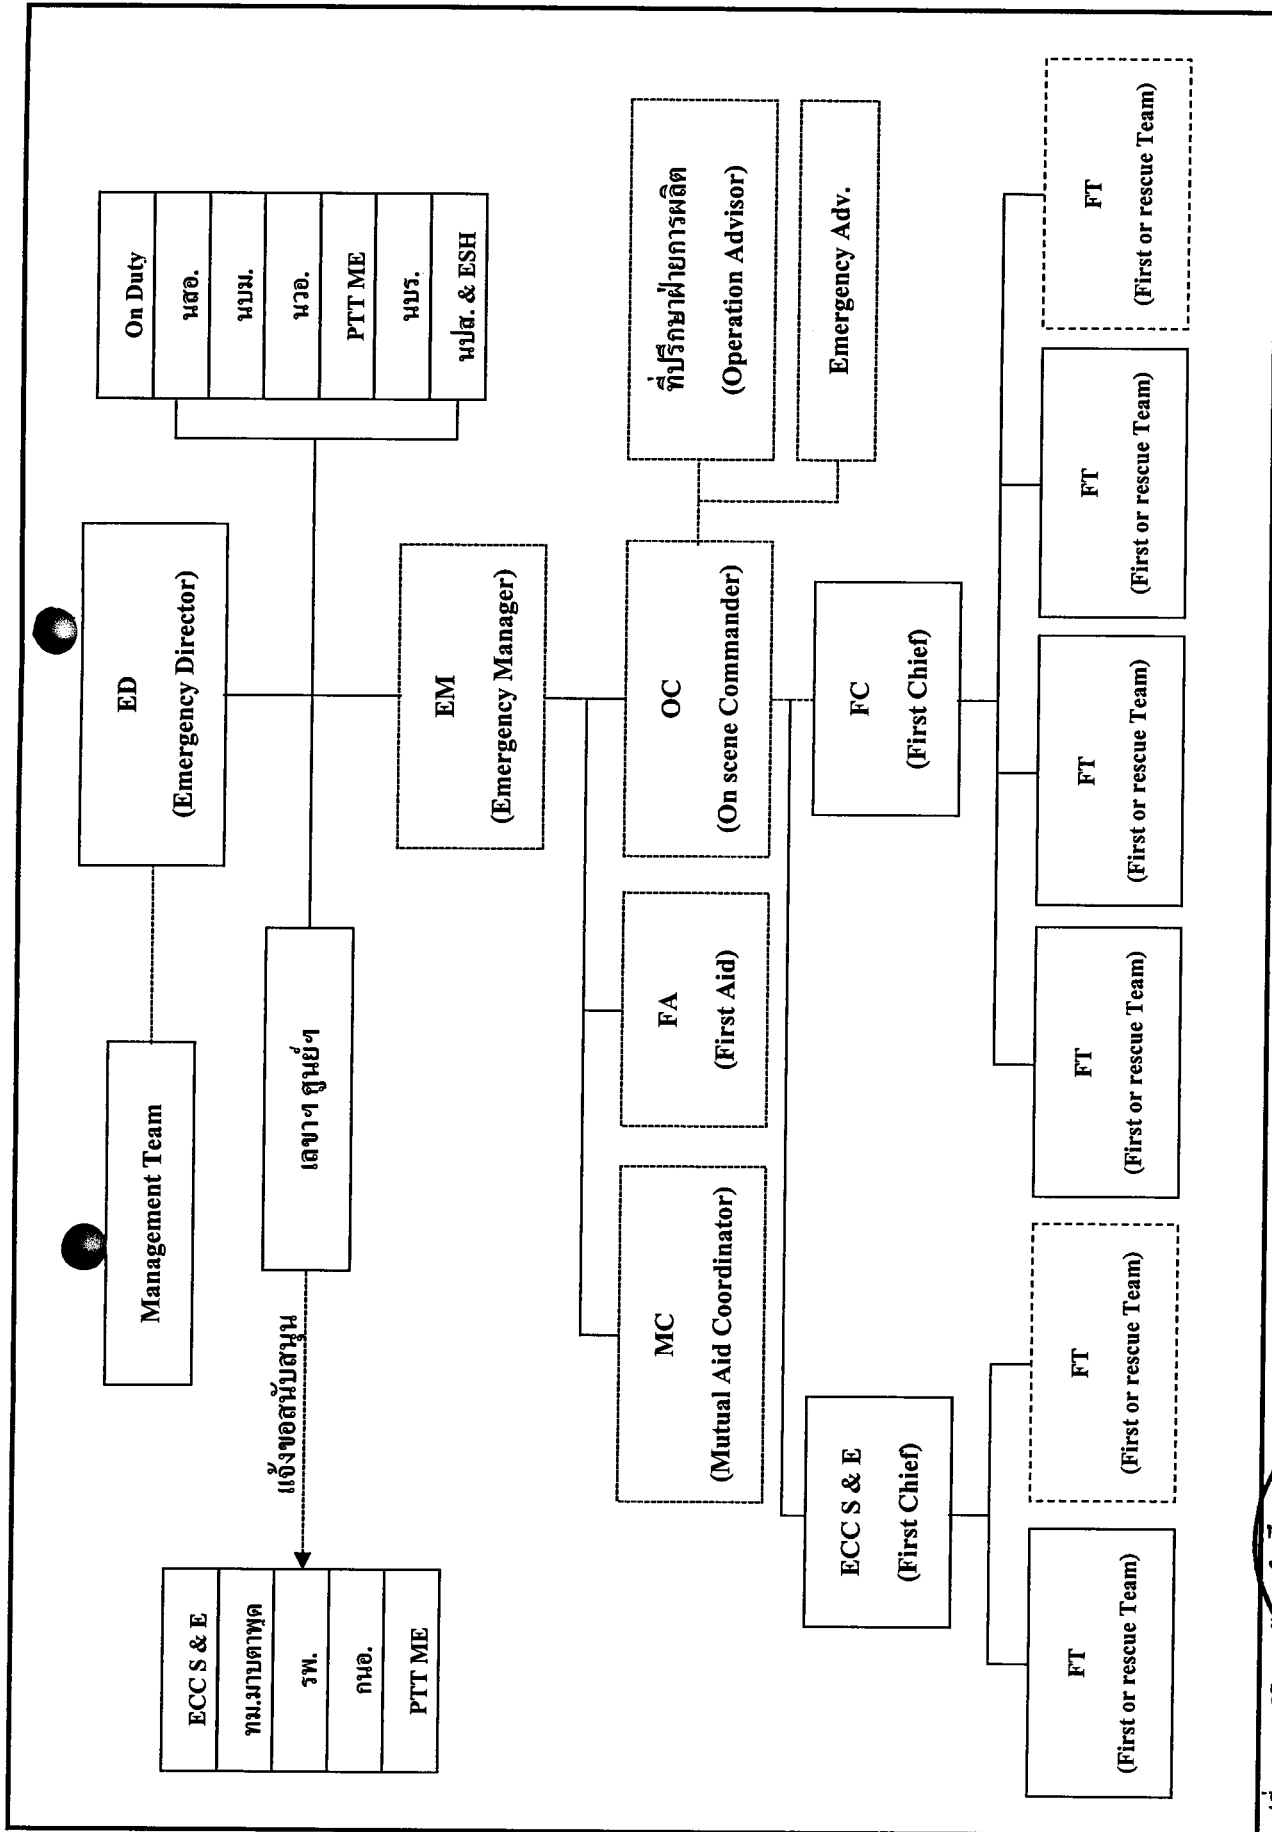 ECC S & E
ทม.มาบตาพุด
รพ.
กนอ.
PTT ME
แจ้งขอสนับสนุน
Management Team
เลขาฯ ศูนย์ฯ
ED
(Emergency Director)
On Duty
นสอ.
นบม.
นวอ.
PTT ME
นบร.
นปส. & ESH
EM
(Emergency Manager)
MC
(Mutual Aid Coordinator)
FA
(First Aid)
OC
(On scene Commander)
ที่ปรึกษาฝ่ายการผลิต
(Operation Advisor)
Emergency Adv.
ECC S & E
(First Chief)
FC
(First Chief)
FT
(First or rescue Team)
FT
(First or rescue Team)
FT
(First or rescue Team)
FT
(First or rescue Team)
FT
(First or rescue Team)
FT
(First or rescue Team)